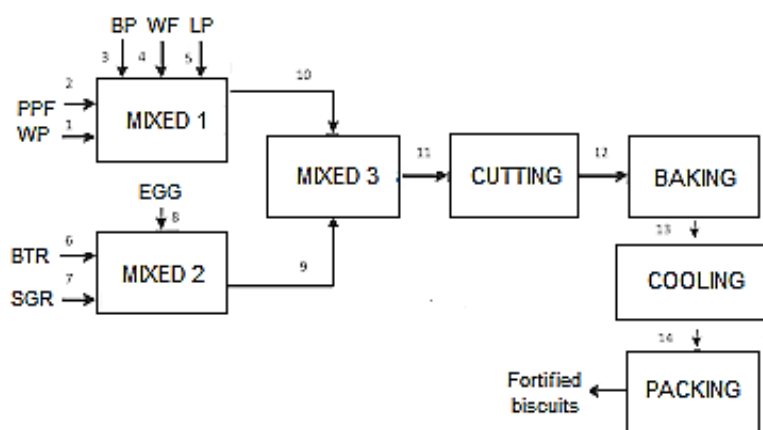 BP WF LP
3 4 5
10
2
PPF
MIXED 1
WP
1
MIXED 3
11
CUTTING
12
BAKING
EGG
8
13
6
BTR
MIXED 2
9
COOLING
7
SGR
14
Fortified
biscuits
PACKING